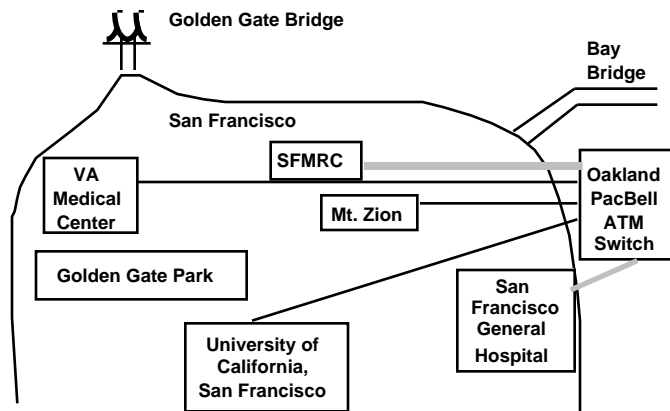 Golden Gate Bridge
Bay
Bridge
San Francisco
SFMRC
VA
Medical
Center
Oakland
PacBell
ATM
Switch
Mt. Zion
Golden Gate Park
San
Francisco
General
Hospital
University of
California,
San Francisco